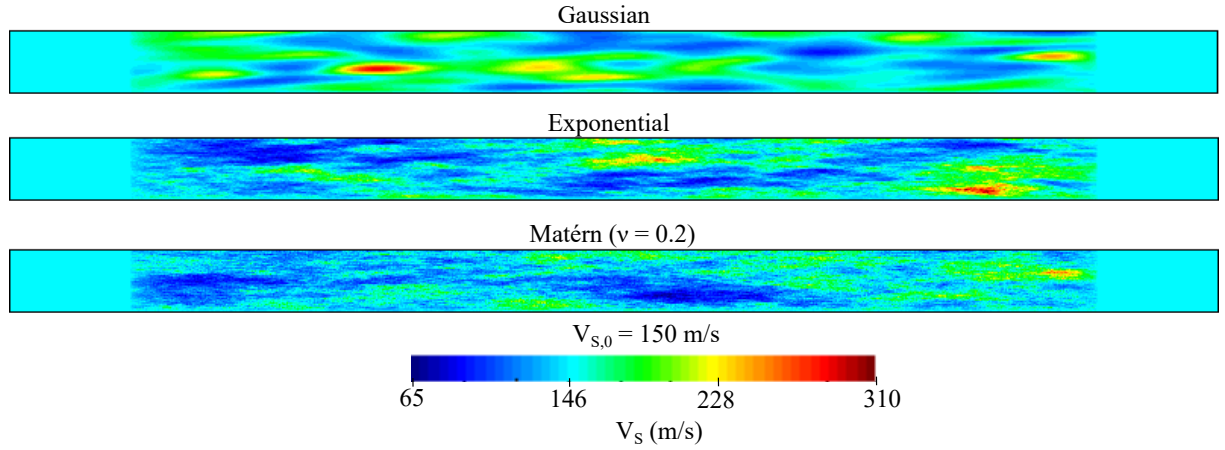 Gaussian
Exponential
Matérn (ν = 0.2)
V_S,0 = 150 m/s
65 146 228 310
V_S (m/s)